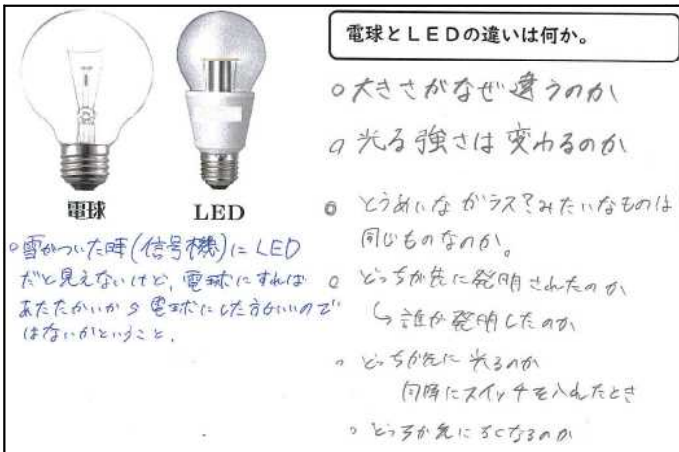 電球とLEDの違いは何か。
○大きさがなぜ違うのか
○光る強さは変わるのか
電球
LED
◎とうめいなガラス?みたいなものは
同じものなのか。
○雪がついた時(信号機)にLED
だと見えないけど、電球にすれば
あたたかいから電球にした方がいいので
はないかということ。
○どっちが先に発明されたのか
↳誰が発明したのか
○どっちが先に光るのか
同時にスイッチを入れたとき
○どっちが先に
なるのか